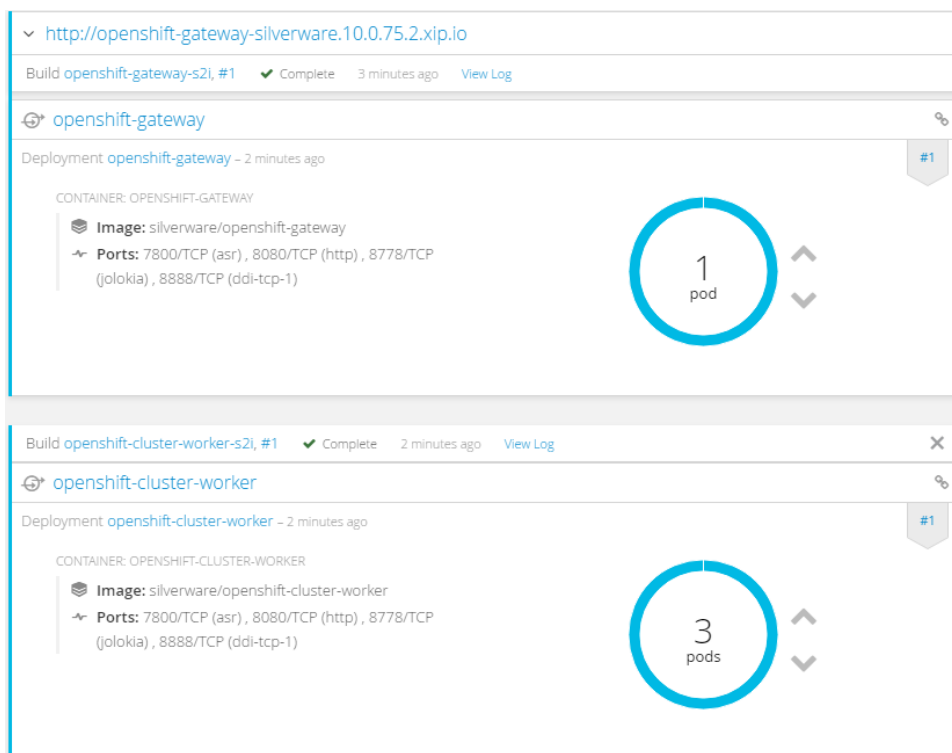 http://openshift-gateway-silverware.10.0.75.2.xip.io
Build openshift-gateway-s2i, #1 Complete 3 minutes ago View Log
openshift-gateway
Deployment openshift-gateway – 2 minutes ago #1
CONTAINER: OPENSHIFT-GATEWAY
Image: silverware/openshift-gateway
Ports: 7800/TCP (asr) , 8080/TCP (http) , 8778/TCP
(jolokia) , 8888/TCP (ddi-tcp-1)
1
pod
Build openshift-cluster-worker-s2i, #1 Complete 2 minutes ago View Log
openshift-cluster-worker
Deployment openshift-cluster-worker – 2 minutes ago #1
CONTAINER: OPENSHIFT-CLUSTER-WORKER
Image: silverware/openshift-cluster-worker
Ports: 7800/TCP (asr) , 8080/TCP (http) , 8778/TCP
(jolokia) , 8888/TCP (ddi-tcp-1)
3
pods